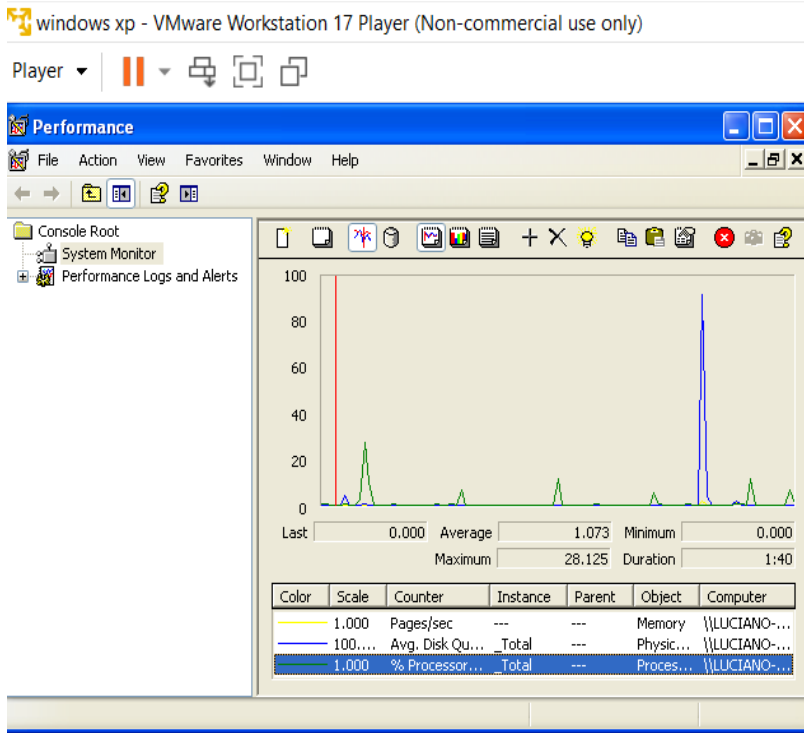 windows xp - VMware Workstation 17 Player (Non-commercial use only)
Player
Performance
File Action View Favorites Window Help
Console Root
System Monitor
Performance Logs and Alerts
100
80
60
40
20
0
Last 0.000 Average 1.073 Minimum 0.000
Maximum 28.125 Duration 1:40
Color Scale Counter Instance Parent Object Computer
1.000 Pages/sec --- --- Memory \\LUCIANO-...
100.... Avg. Disk Qu... _Total --- Physic... \\LUCIANO-...
1.000 % Processor... _Total --- Proces... \\LUCIANO-...